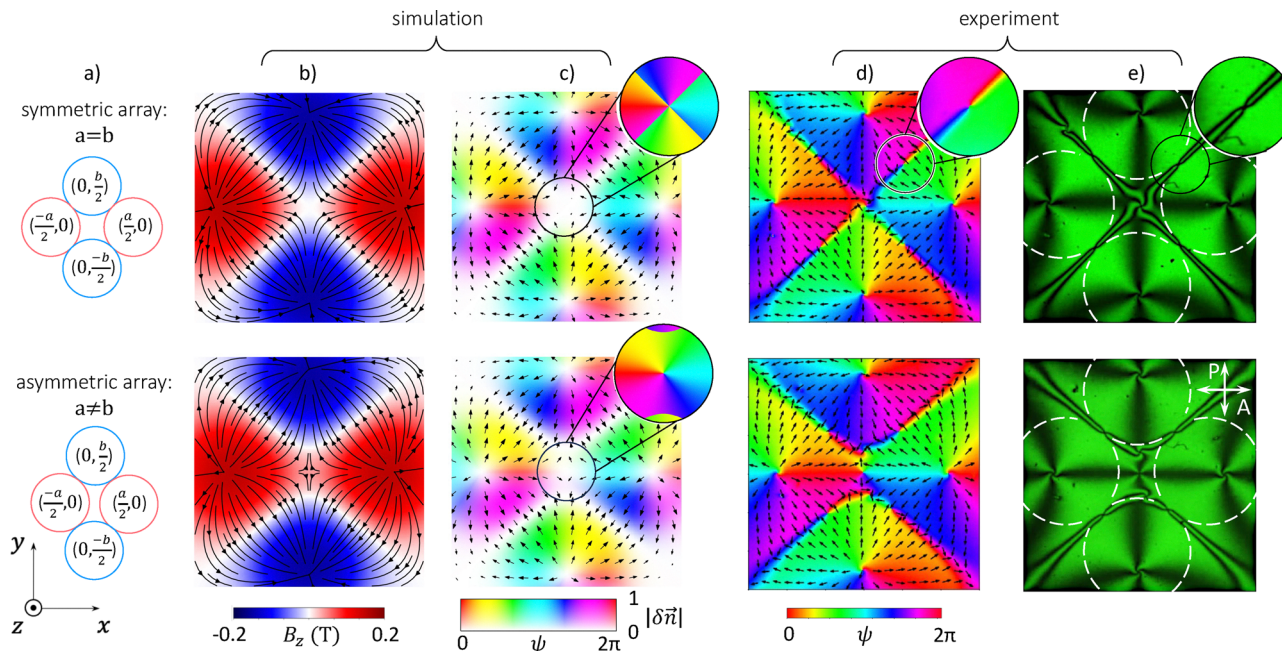 simulation
experiment
a)
b)
c)
d)
e)
symmetric array:
a=b
(0, b/2)
(-a/2, 0)
(a/2, 0)
(0, -b/2)
asymmetric array:
a≠b
(0, b/2)
(-a/2, 0)
(a/2, 0)
(0, -b/2)
P
A
y
z
x
-0.2
B_z (T)
0.2
1
|δn⃗|
0
0
ψ
2π
0
ψ
2π